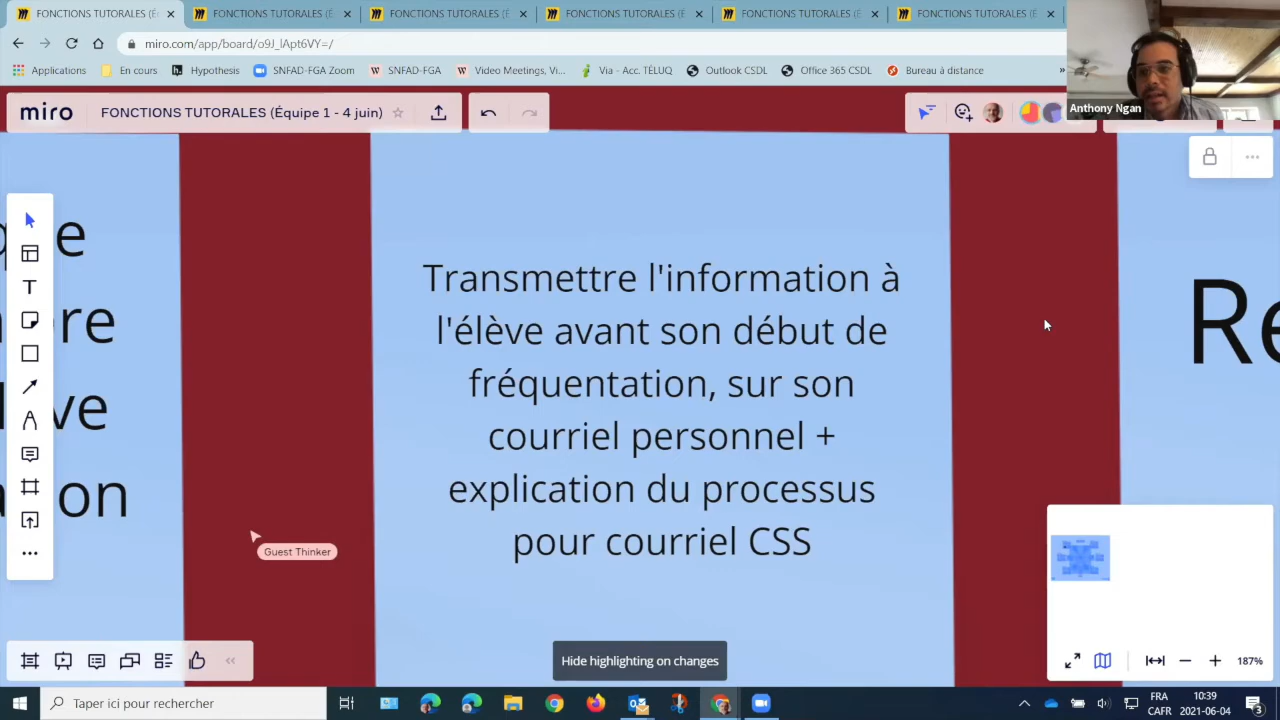 FONCTIONS TUTORALES (É
FONCTIONS TUTORALES (É
FONCTIONS TUTORALES (É
FONCTIONS TUTORALES (É
FONCTIONS TUTORALES (É
FONCTIONS TUTORALES (É
miro.com/app/board/o9J_lApt6VY=/
Applications
En cours
Hypothesis
SNFAD-FGA Zoom
SNFAD-FGA
Video Meetings, Vi...
Via - Acc. TÉLUQ
Outlook CSDL
Office 365 CSDL
Bureau à distance
»
Anthony Ngan
miro
FONCTIONS TUTORALES (Équipe 1 - 4 juin)
Transmettre l'information à
l'élève avant son début de
fréquentation, sur son
courriel personnel +
explication du processus
pour courriel CSS
Guest Thinker
Hide highlighting on changes
187%
Taper ici pour rechercher
FRA
CAFR
10:39
2021-06-04
3